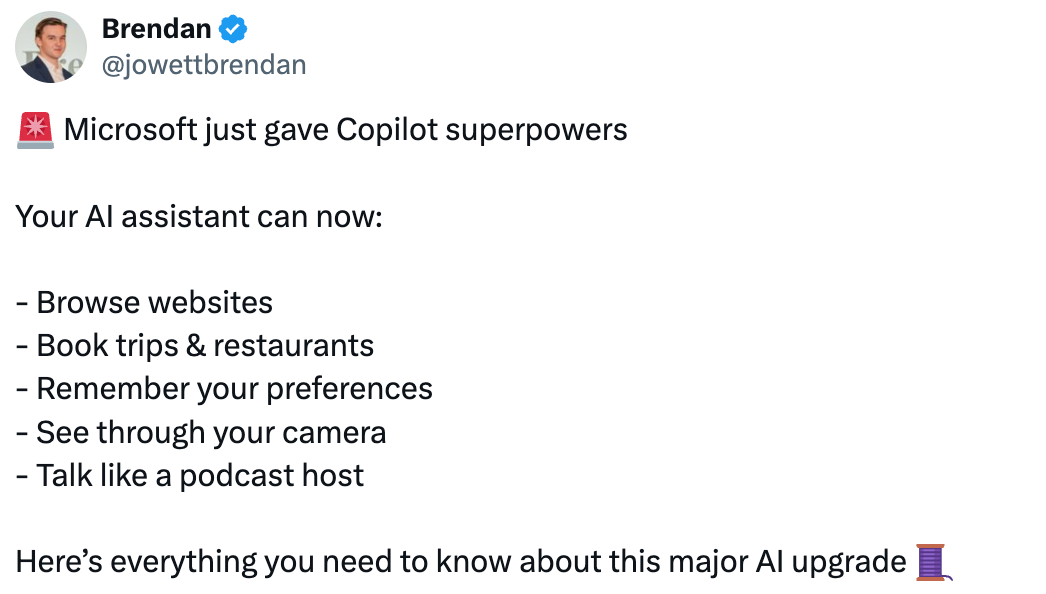 Brendan
@jowettbrendan
🚨 Microsoft just gave Copilot superpowers
Your AI assistant can now:
- Browse websites
- Book trips & restaurants
- Remember your preferences
- See through your camera
- Talk like a podcast host
Here’s everything you need to know about this major AI upgrade 🧵